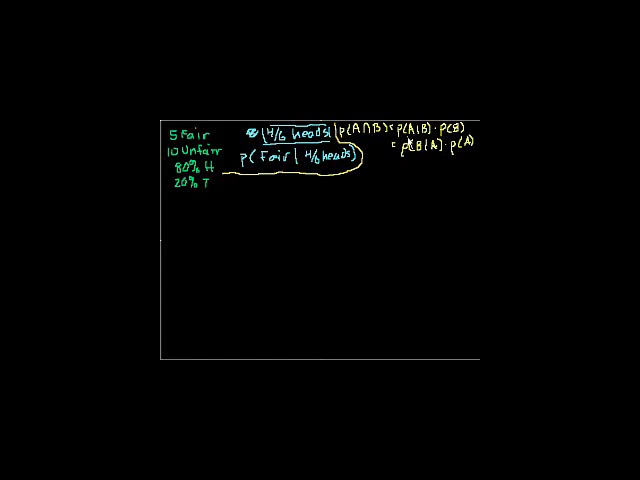 5 Fair
10 Unfair
80% H
20% T
4/6 heads
P(Fair | 4/6 heads)
P(A∩B) = P(A|B) · P(B)
= P(B|A) · P(A)